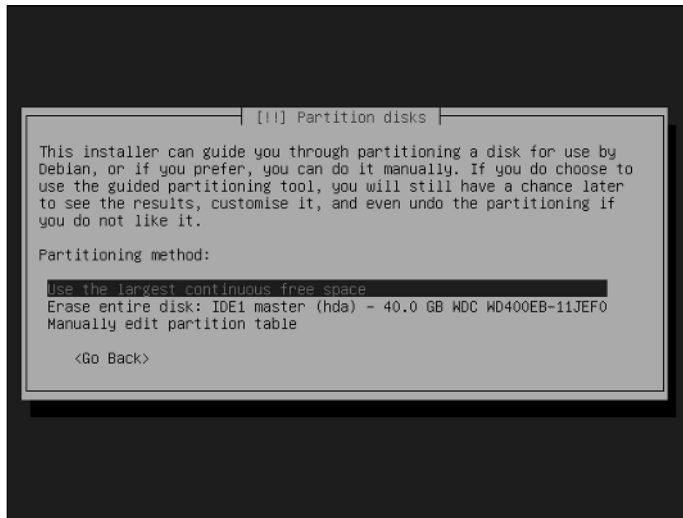 [!!] Partition disks
This installer can guide you through partitioning a disk for use by
Debian, or if you prefer, you can do it manually. If you do choose to
use the guided partitioning tool, you will still have a chance later
to see the results, customise it, and even undo the partitioning if
you do not like it.
Partitioning method:
Use the largest continuous free space
Erase entire disk: IDE1 master (hda) - 40.0 GB WDC WD400EB-11JEF0
Manually edit partition table
<Go Back>